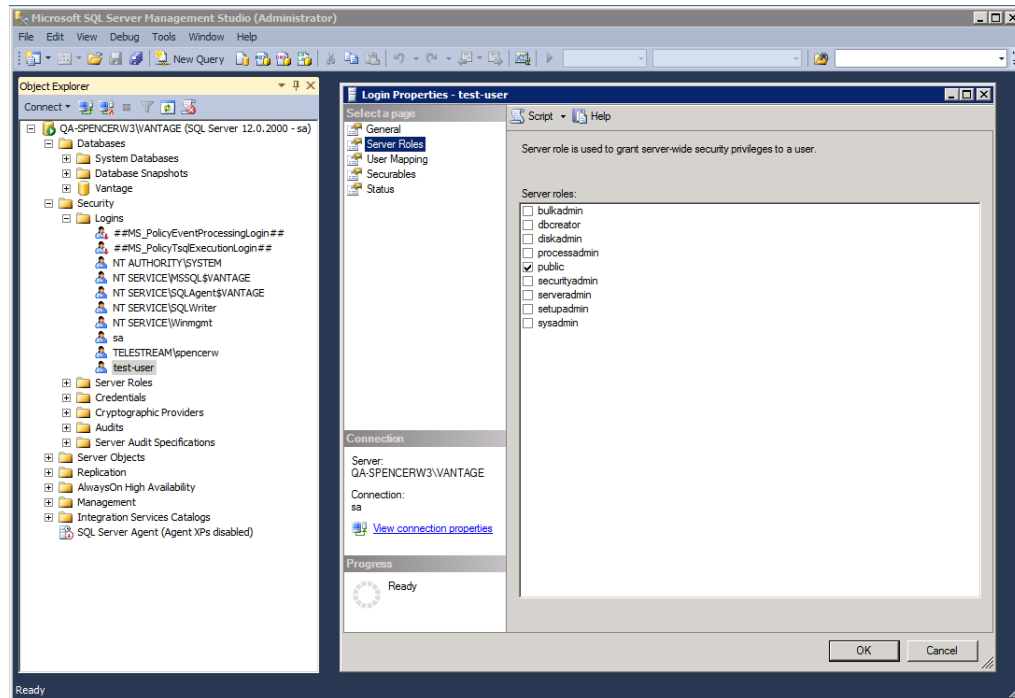 Microsoft SQL Server Management Studio (Administrator)
File Edit View Debug Tools Window Help
New Query
Object Explorer
Connect
QA-SPENCERW3\VANTAGE (SQL Server 12.0.2000 - sa)
Databases
System Databases
Database Snapshots
Vantage
Security
Logins
##MS_PolicyEventProcessingLogin##
##MS_PolicyTsqlExecutionLogin##
NT AUTHORITY\SYSTEM
NT SERVICE\MSSQL$VANTAGE
NT SERVICE\SQLAgent$VANTAGE
NT SERVICE\SQLWriter
NT SERVICE\Winmgmt
sa
TELESTREAM\spencerw
test-user
Server Roles
Credentials
Cryptographic Providers
Audits
Server Audit Specifications
Server Objects
Replication
AlwaysOn High Availability
Management
Integration Services Catalogs
SQL Server Agent (Agent XPs disabled)
Login Properties - test-user
Select a page
General
Server Roles
User Mapping
Securables
Status
Connection
Server:
QA-SPENCERW3\VANTAGE
Connection:
sa
View connection properties
Progress
Ready
Script Help
Server role is used to grant server-wide security privileges to a user.
Server roles:
bulkadmin
dbcreator
diskadmin
processadmin
public
securityadmin
serveradmin
setupadmin
sysadmin
OK Cancel
Ready